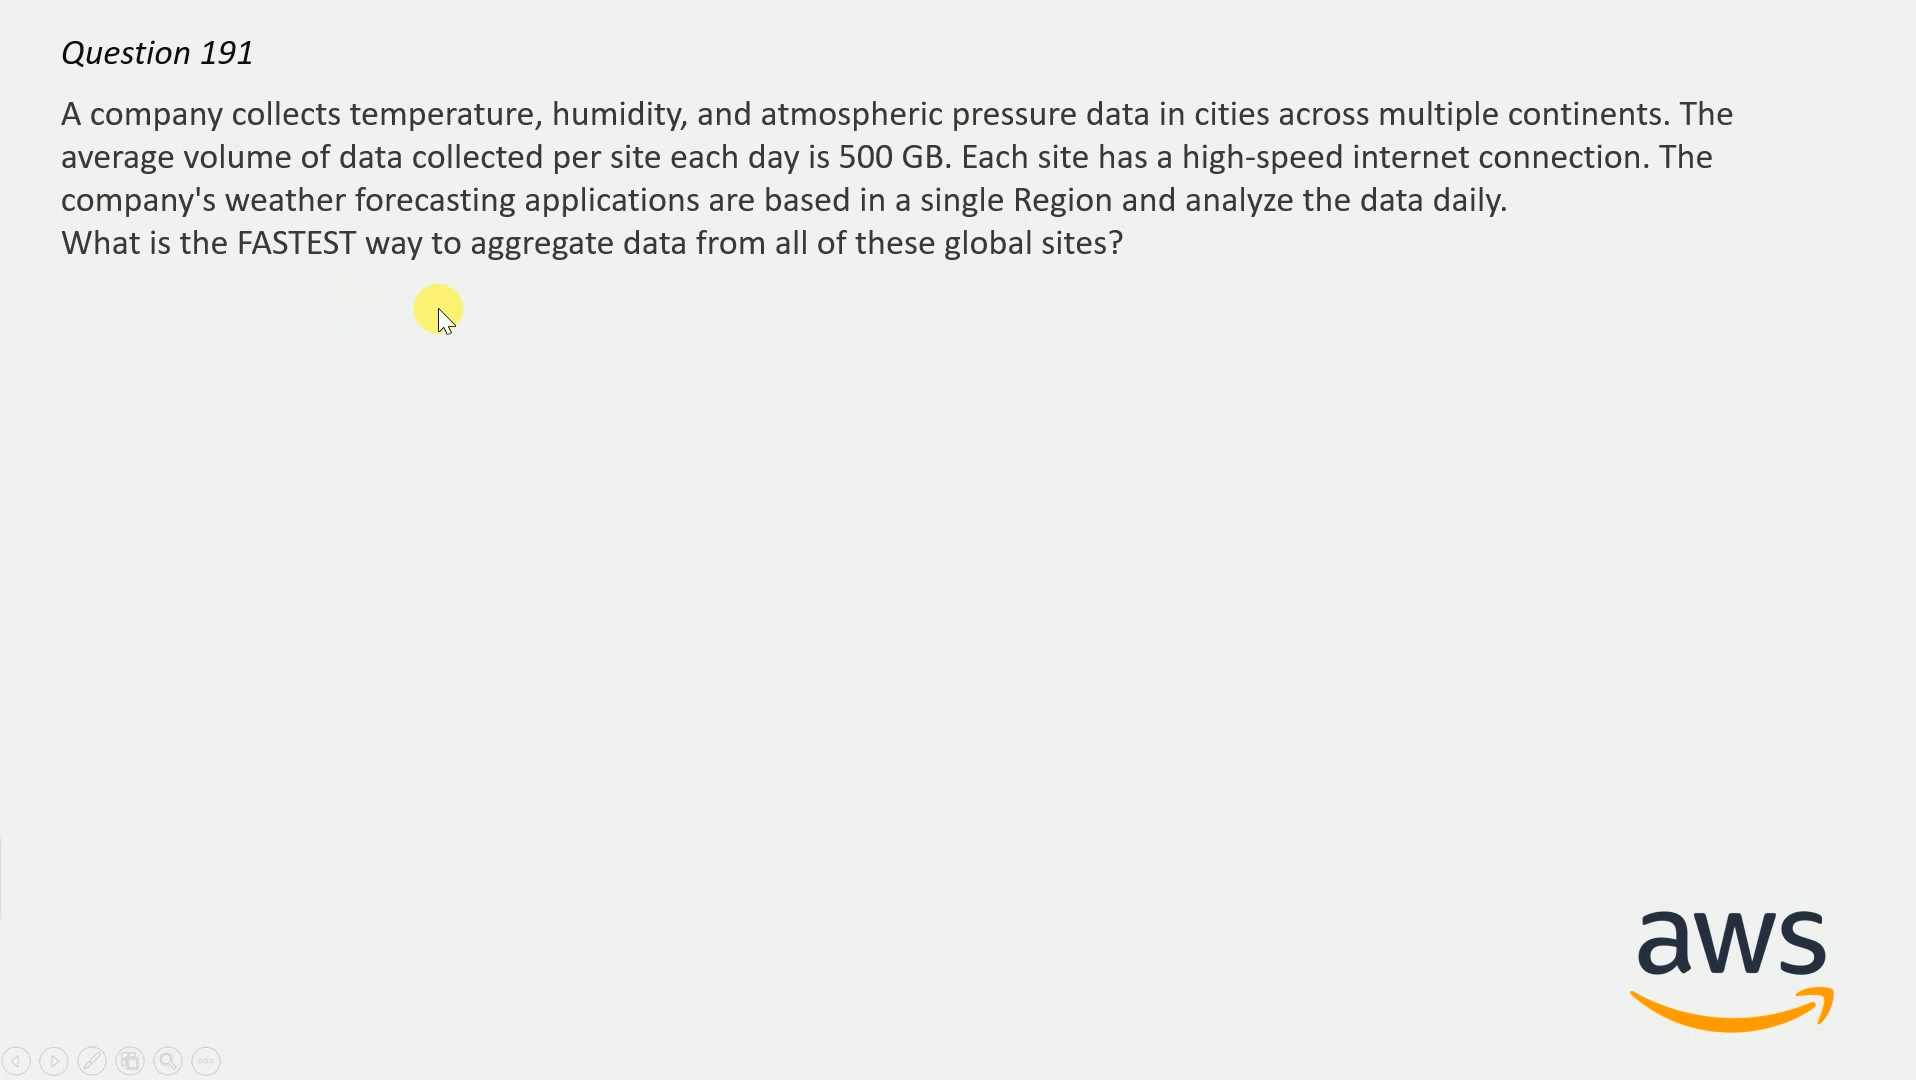 Question 191
A company collects temperature, humidity, and atmospheric pressure data in cities across multiple continents. The
average volume of data collected per site each day is 500 GB. Each site has a high-speed internet connection. The
company's weather forecasting applications are based in a single Region and analyze the data daily.
What is the FASTEST way to aggregate data from all of these global sites?
aws